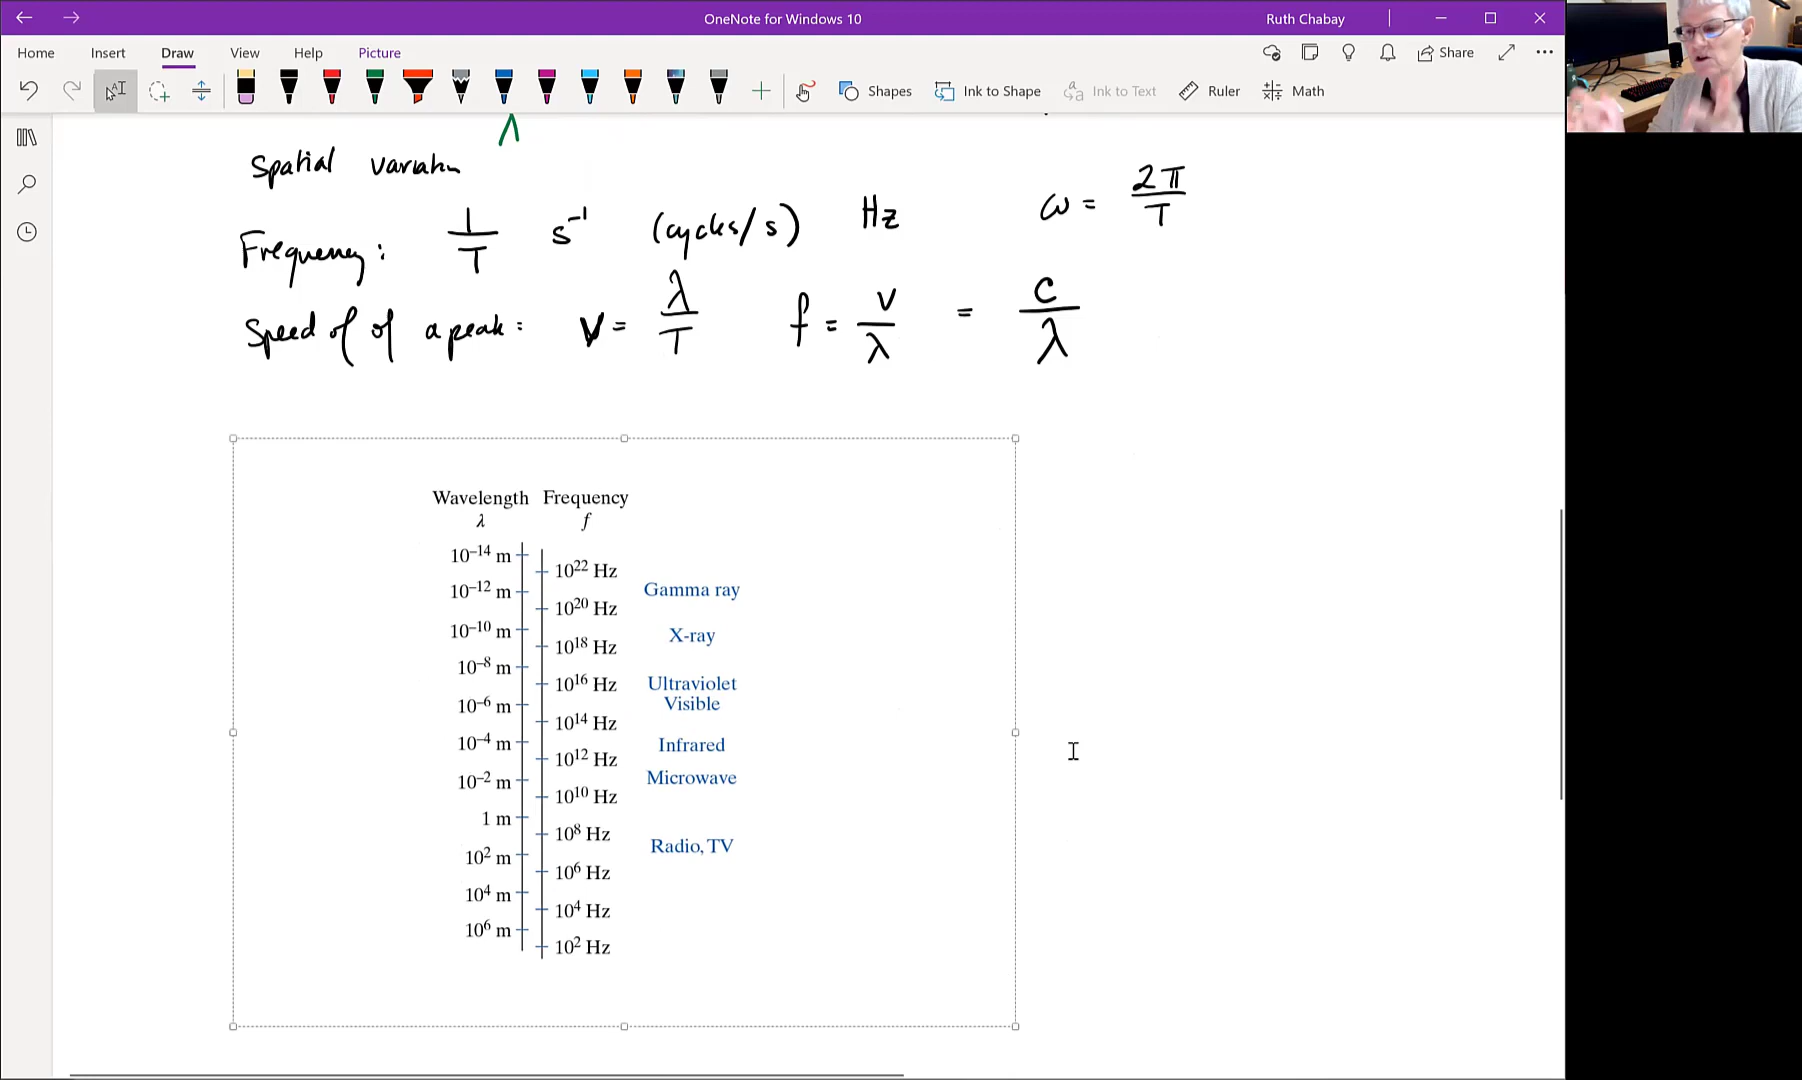 OneNote for Windows 10
Ruth Chabay
Home Insert Draw View Help Picture
Share
Shapes Ink to Shape Ink to Text Ruler Math
λ
Spatial
Frequency: 1/T s⁻¹ (cycles/s) Hz ω = 2π/T
Speed of of a peak: v = λ/T f = v/λ = c/λ
Wavelength Frequency
λ f
10⁻¹⁴ m
10²² Hz
10⁻¹² m Gamma ray
10²⁰ Hz
10⁻¹⁰ m X-ray
10¹⁸ Hz
10⁻⁸ m
10¹⁶ Hz Ultraviolet
10⁻⁶ m Visible
10¹⁴ Hz
10⁻⁴ m Infrared
10¹² Hz
10⁻² m Microwave
10¹⁰ Hz
1 m
10⁸ Hz
Radio, TV
10² m
10⁶ Hz
10⁴ m
10⁴ Hz
10⁶ m
10² Hz